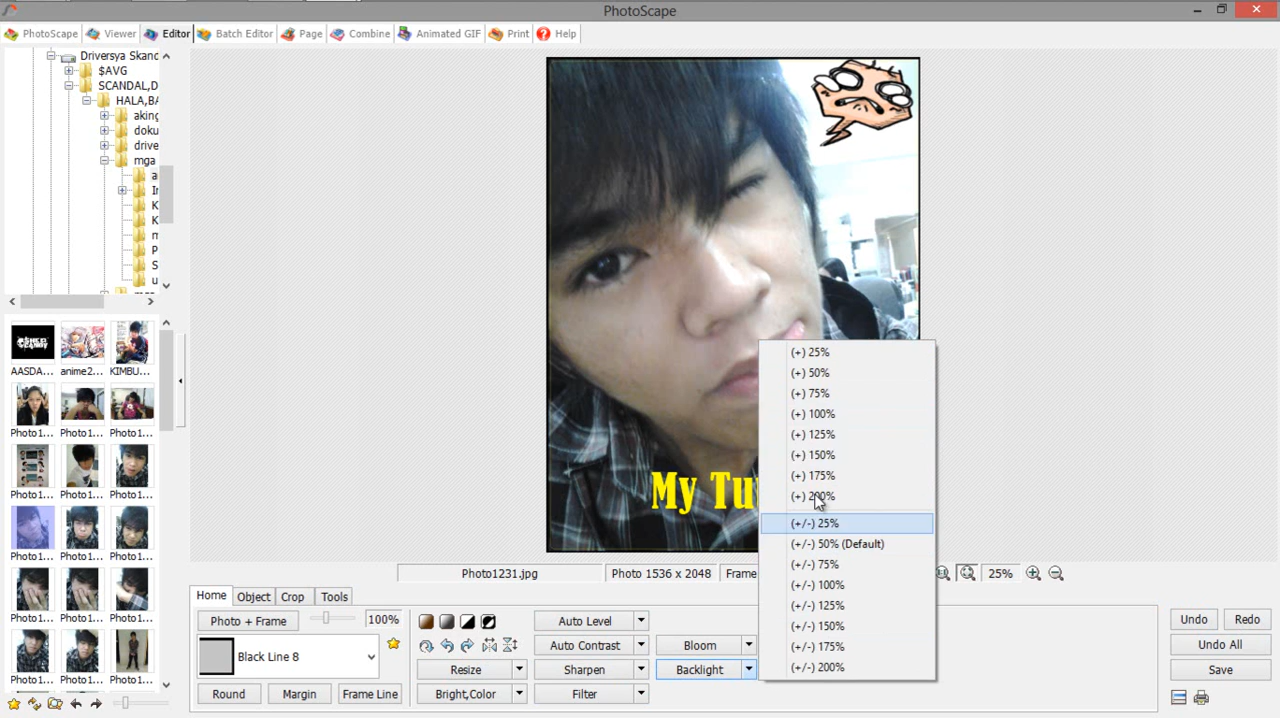 PhotoScape
PhotoScape Viewer Editor Batch Editor Page Combine Animated GIF Print Help
Driversya Skand
$AVG
SCANDAL,D
HALA,BA
aking
doku
drive
mga
a
K
K
m
P
S
u
AASDA... anime2... KIMBU...
Photo1... Photo1... Photo1...
Photo1... Photo1... Photo1...
Photo1... Photo1... Photo1...
Photo1... Photo1... Photo1...
Photo1... Photo1... Photo1...
My Tu
(+) 25%
(+) 50%
(+) 75%
(+) 100%
(+) 125%
(+) 150%
(+) 175%
(+) 200%
(+/-) 25%
(+/-) 50% (Default)
(+/-) 75%
(+/-) 100%
(+/-) 125%
(+/-) 150%
(+/-) 175%
(+/-) 200%
Photo1231.jpg Photo 1536 x 2048 Frame 25%
Home Object Crop Tools
Photo + Frame 100%
Black Line 8
Round Margin Frame Line
Resize
Bright,Color
Auto Level
Auto Contrast
Sharpen
Filter
Bloom
Backlight
Undo Redo
Undo All
Save